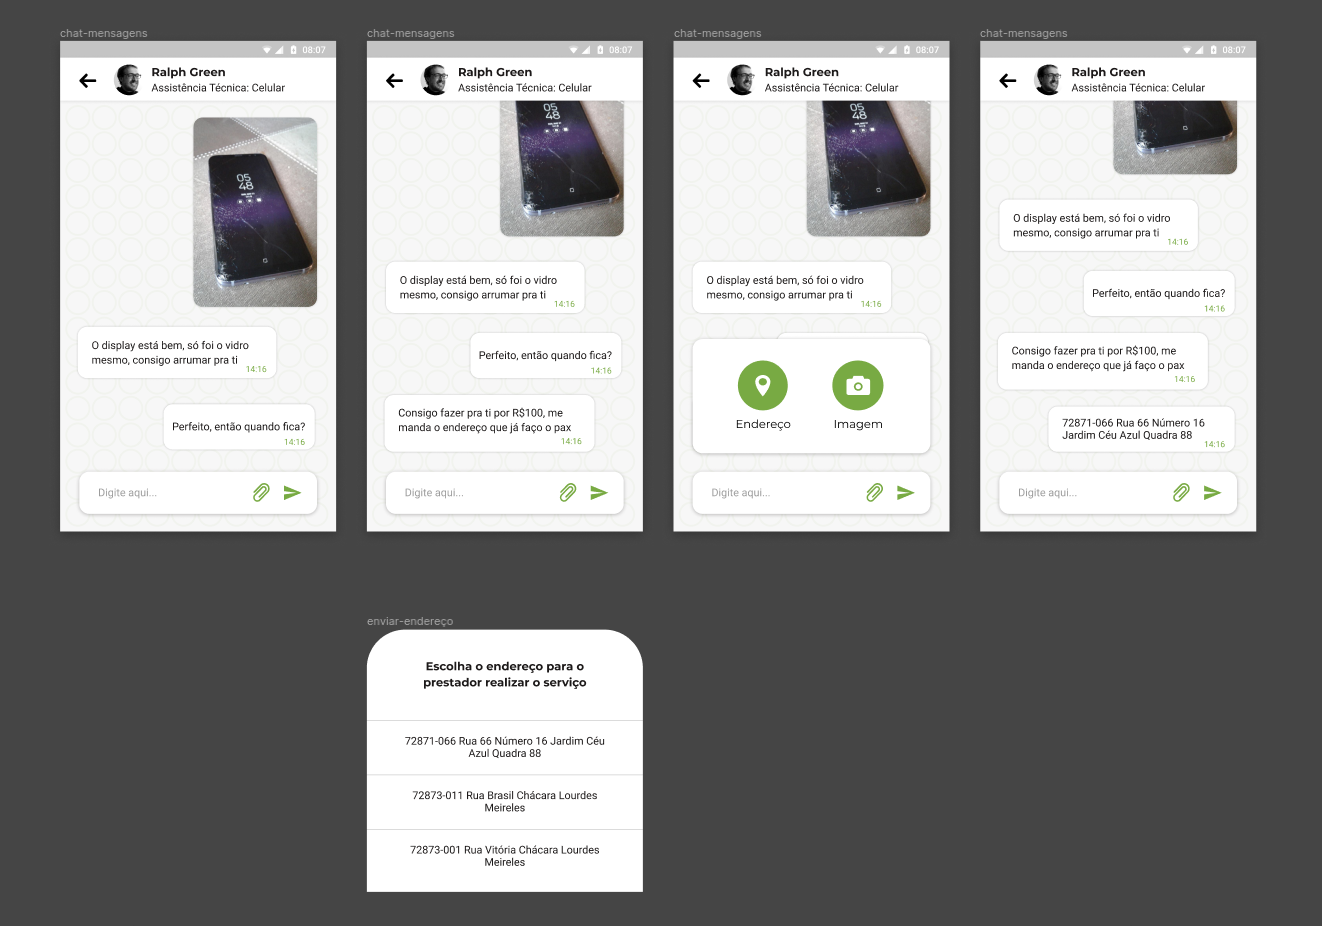 chat-mensagens
08:07
Ralph Green
Assistência Técnica: Celular
05
48
O display está bem, só foi o vidro
mesmo, consigo arrumar pra ti
14:16
Perfeito, então quando fica?
14:16
Digite aqui...
chat-mensagens
08:07
Ralph Green
Assistência Técnica: Celular
05
48
O display está bem, só foi o vidro
mesmo, consigo arrumar pra ti
14:16
Perfeito, então quando fica?
14:16
Consigo fazer pra ti por R$100, me
manda o endereço que já faço o pax
14:16
Digite aqui...
chat-mensagens
08:07
Ralph Green
Assistência Técnica: Celular
05
48
O display está bem, só foi o vidro
mesmo, consigo arrumar pra ti
14:16
Endereço
Imagem
Digite aqui...
chat-mensagens
08:07
Ralph Green
Assistência Técnica: Celular
O display está bem, só foi o vidro
mesmo, consigo arrumar pra ti
14:16
Perfeito, então quando fica?
14:16
Consigo fazer pra ti por R$100, me
manda o endereço que já faço o pax
14:16
72871-066 Rua 66 Número 16
Jardim Céu Azul Quadra 88
14:16
Digite aqui...
enviar-endereço
Escolha o endereço para o
prestador realizar o serviço
72871-066 Rua 66 Número 16 Jardim Céu
Azul Quadra 88
72873-011 Rua Brasil Chácara Lourdes
Meireles
72873-001 Rua Vitória Chácara Lourdes
Meireles